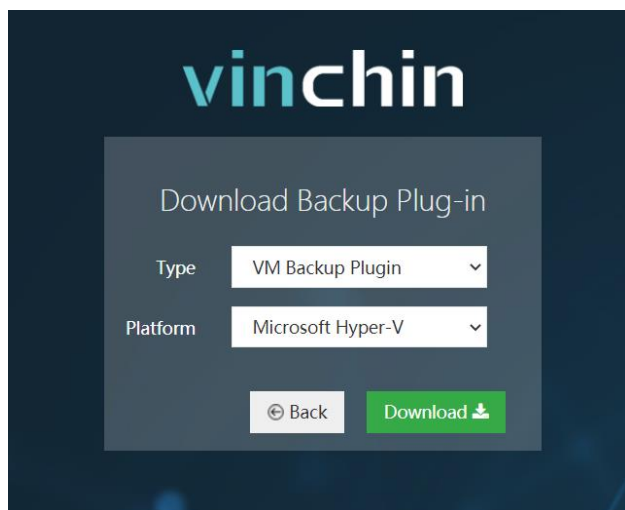 vinchin
Download Backup Plug-in
Type VM Backup Plugin
Platform Microsoft Hyper-V
Back Download